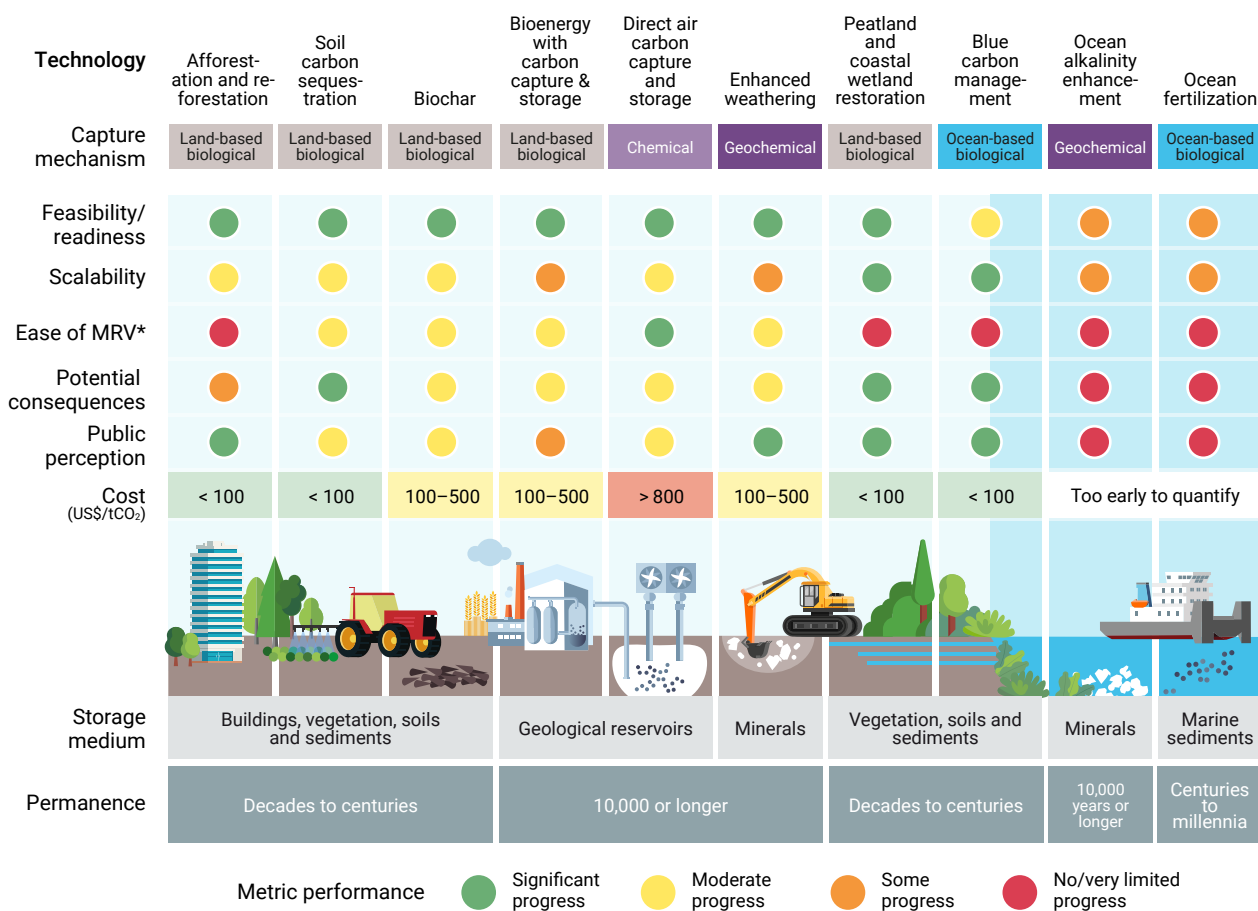 Technology
Afforest-
ation and re-
forestation
Soil
carbon
seques-
tration
Biochar
Bioenergy
with
carbon
capture &
storage
Direct air
carbon
capture
and
storage
Enhanced
weathering
Peatland
and
coastal
wetland
restoration
Blue
carbon
manage-
ment
Ocean
alkalinity
enhance-
ment
Ocean
fertilization
Capture
mechanism
Land-based
biological
Land-based
biological
Land-based
biological
Land-based
biological
Chemical
Geochemical
Land-based
biological
Ocean-based
biological
Geochemical
Ocean-based
biological
Feasibility/
readiness
Scalability
Ease of MRV*
Potential
consequences
Public
perception
Cost
(US$/tCO₂)
< 100
< 100
100–500
100–500
> 800
100–500
< 100
< 100
Too early to quantify
Storage
medium
Buildings, vegetation, soils
and sediments
Geological reservoirs
Minerals
Vegetation, soils and
sediments
Minerals
Marine
sediments
Permanence
Decades to centuries
10,000 or longer
Decades to centuries
10,000
years or
longer
Centuries
to
millennia
Metric performance
Significant
progress
Moderate
progress
Some
progress
No/very limited
progress